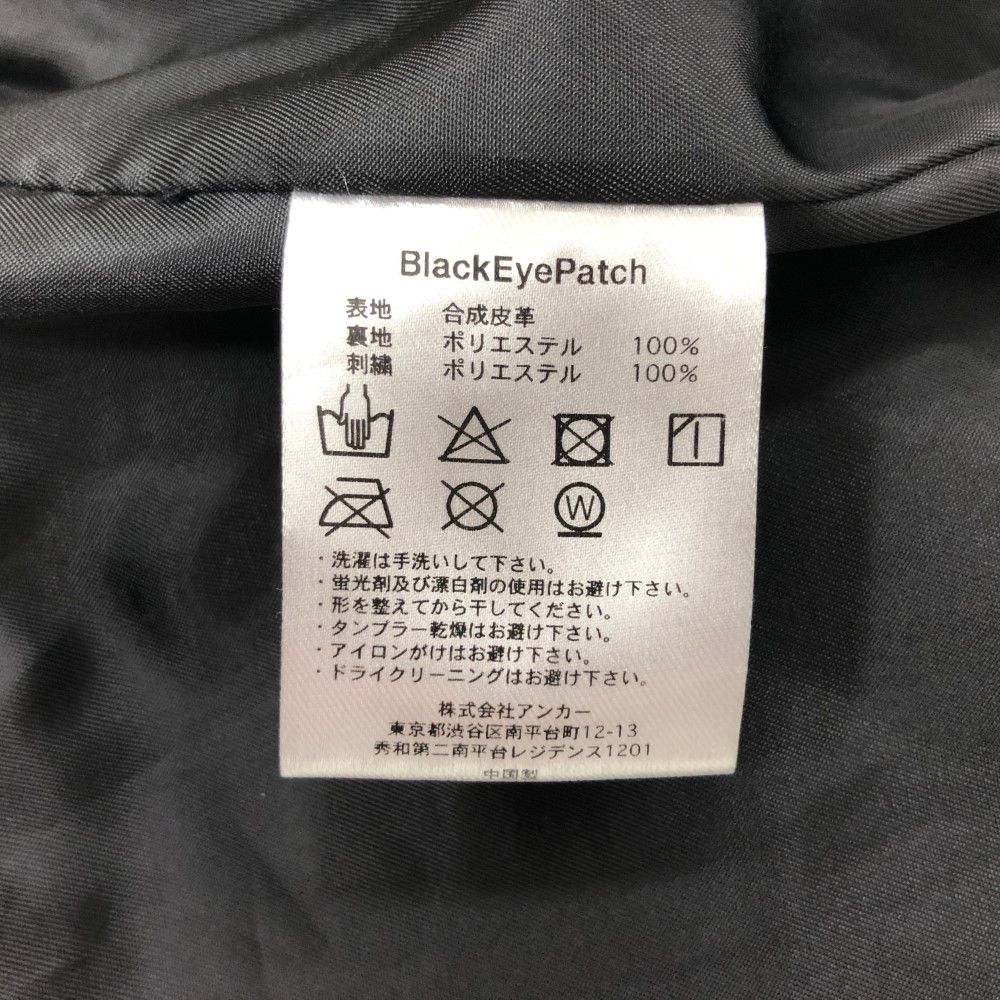 BlackEyePatch
表地 合成皮革
裏地 ポリエステル 100%
刺繍 ポリエステル 100%
W
・洗濯は手洗いして下さい。
・蛍光剤及び漂白剤の使用はお避け下さい。
・形を整えてから干してください。
・タンブラー乾燥はお避け下さい。
・アイロンがけはお避け下さい。
・ドライクリーニングはお避け下さい。
株式会社アンカー
東京都渋谷区南平台町12-13
秀和第二南平台レジデンス1201
中国製